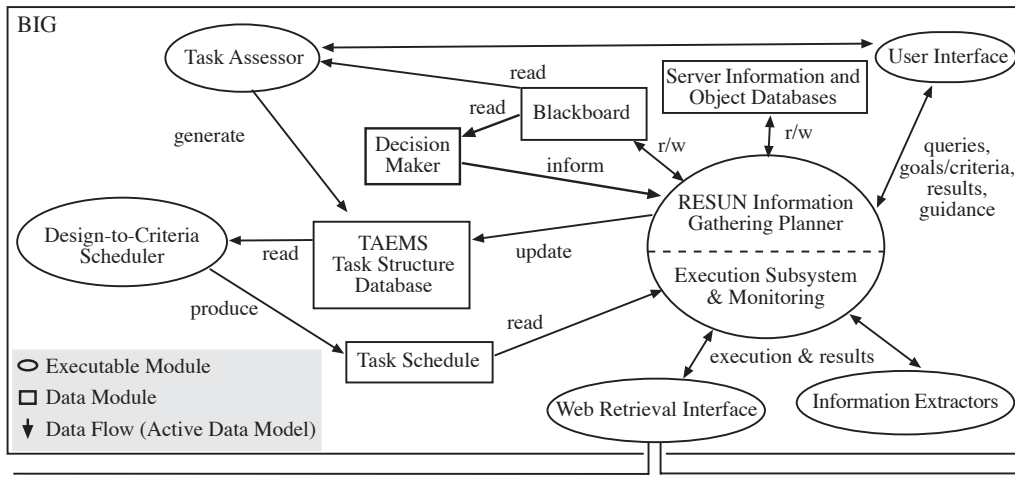 BIG
Task Assessor
User Interface
read
Server Information and
Object Databases
read
Blackboard
generate
r/w
r/w
Decision
Maker
inform
queries,
goals/criteria,
results,
guidance
RESUN Information
Gathering Planner
Design-to-Criteria
Scheduler
read
TAEMS
Task Structure
Database
update
Execution Subsystem
& Monitoring
produce
read
Task Schedule
execution & results
Executable Module
Data Module
Data Flow (Active Data Model)
Web Retrieval Interface
Information Extractors